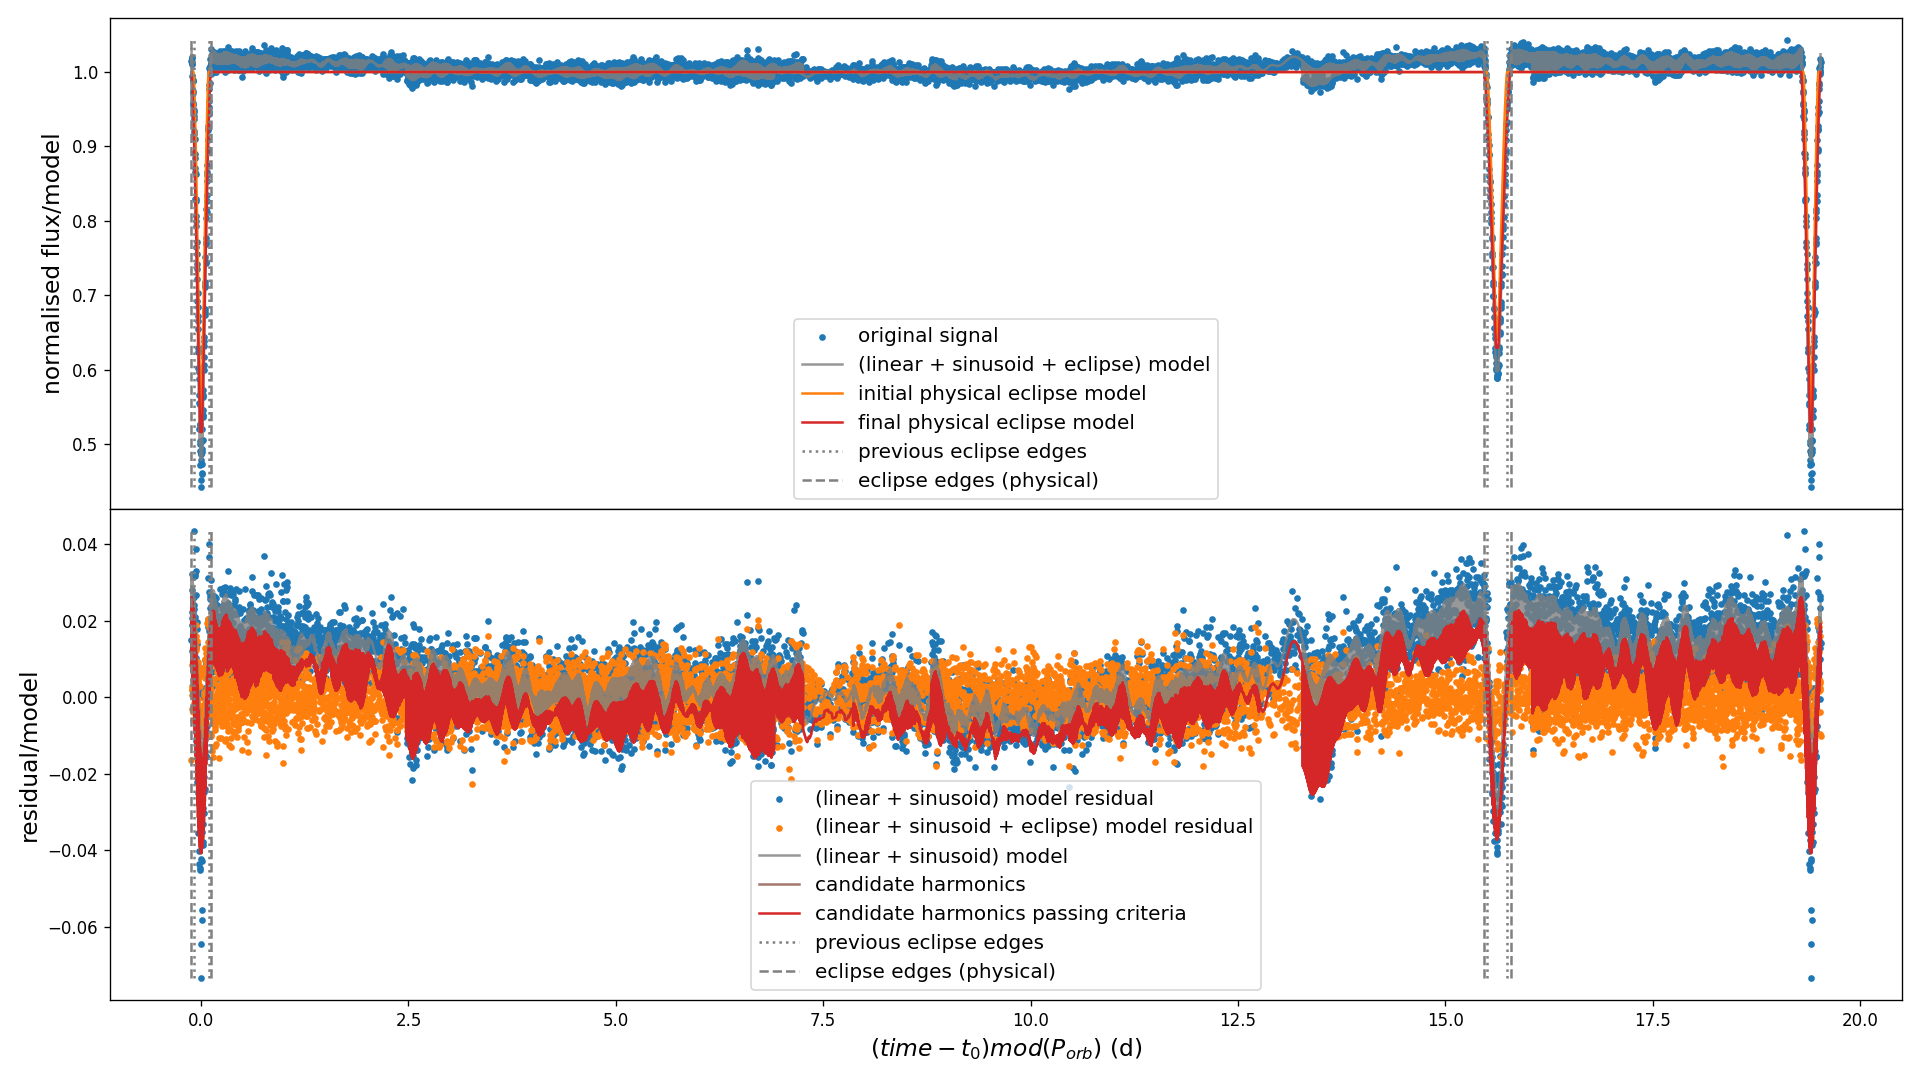 normalised flux/model
1.0
0.9
0.8
0.7
0.6
0.5
original signal
(linear + sinusoid + eclipse) model
initial physical eclipse model
final physical eclipse model
previous eclipse edges
eclipse edges (physical)
residual/model
0.04
0.02
0.00
−0.02
−0.04
−0.06
(linear + sinusoid) model residual
(linear + sinusoid + eclipse) model residual
(linear + sinusoid) model
candidate harmonics
candidate harmonics passing criteria
previous eclipse edges
eclipse edges (physical)
0.0 2.5 5.0 7.5 10.0 12.5 15.0 17.5 20.0
(time − t₀)mod(Pₒᵣb) (d)